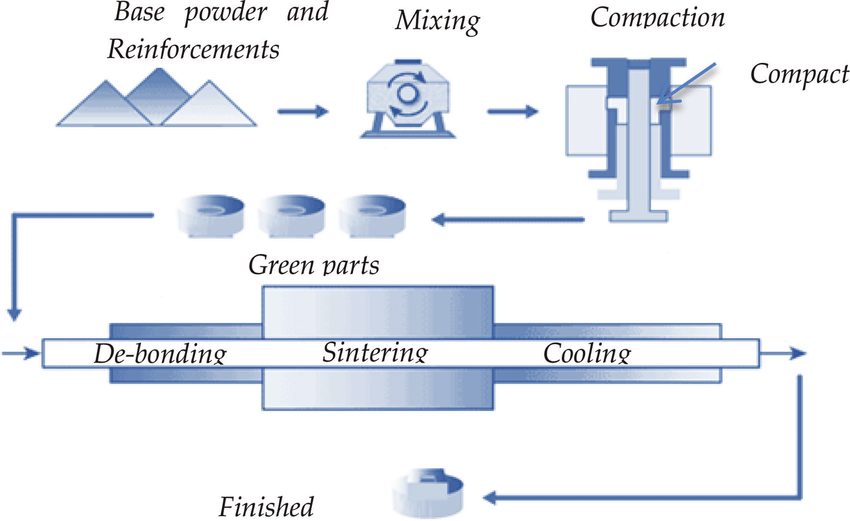 Base powder and
Reinforcements
Mixing
Compaction
Compact
Green parts
De-bonding
Sintering
Cooling
Finished